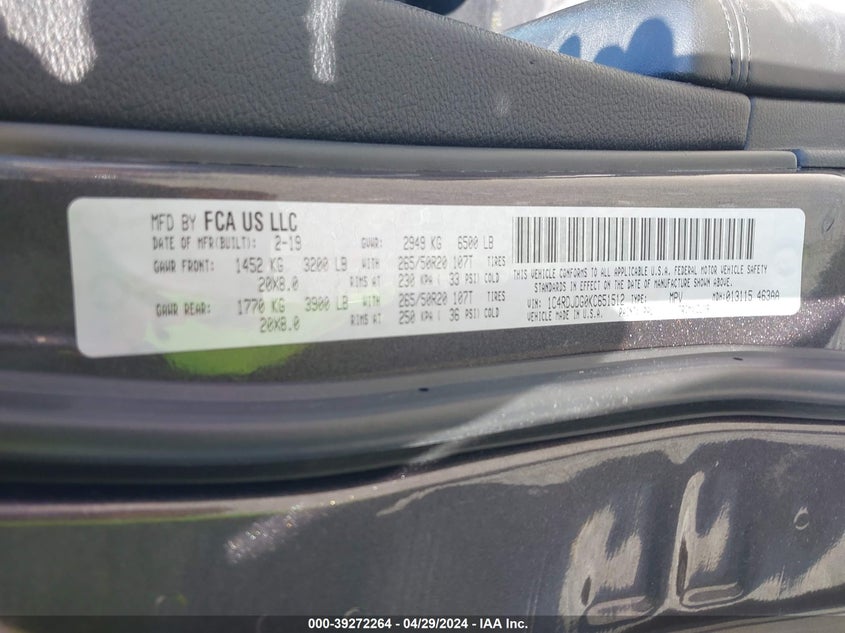 MFD BY FCA US LLC
DATE OF MFR(BUILT): 2-19 GVWR: 2949 KG 6500 LB
GAWR FRONT: 1452 KG 3200 LB WITH 265/50R20 107T TIRES
20X8.0 RIMS AT 230 KPA ( 33 PSI) COLD
GAWR REAR: 1770 KG 3900 LB WITH 265/50R20 107T TIRES
20X8.0 RIMS AT 250 KPA ( 36 PSI) COLD
THIS VEHICLE CONFORMS TO ALL APPLICABLE U.S.A. FEDERAL MOTOR VEHICLE SAFETY
STANDARDS IN EFFECT ON THE DATE OF MANUFACTURE SHOWN ABOVE.
VIN: 1C4RDJDG0KC651512 TYPE: MPV MDH: 013115 463AA
MADE IN U.S.A.
000-39272264 / 04/29/2024 - IAA Inc.